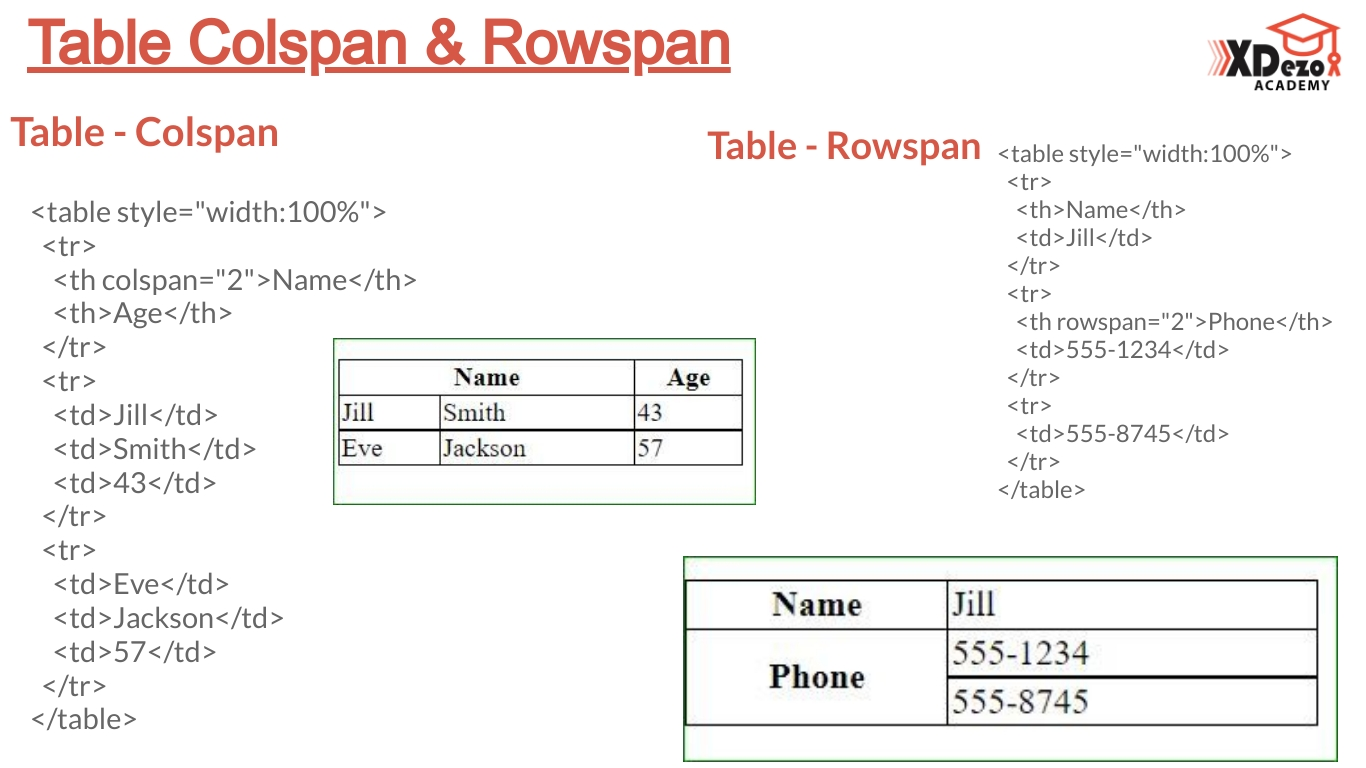 Table Colspan & Rowspan
XDezo
ACADEMY
Table - Colspan
<table style="width:100%">
<tr>
<th colspan="2">Name</th>
<th>Age</th>
</tr>
<tr>
<td>Jill</td>
<td>Smith</td>
<td>43</td>
</tr>
<tr>
<td>Eve</td>
<td>Jackson</td>
<td>57</td>
</tr>
</table>
Name Age
Jill Smith 43
Eve Jackson 57
Table - Rowspan
<table style="width:100%">
<tr>
<th>Name</th>
<td>Jill</td>
</tr>
<tr>
<th rowspan="2">Phone</th>
<td>555-1234</td>
</tr>
<tr>
<td>555-8745</td>
</tr>
</table>
Name Jill
Phone 555-1234
555-8745